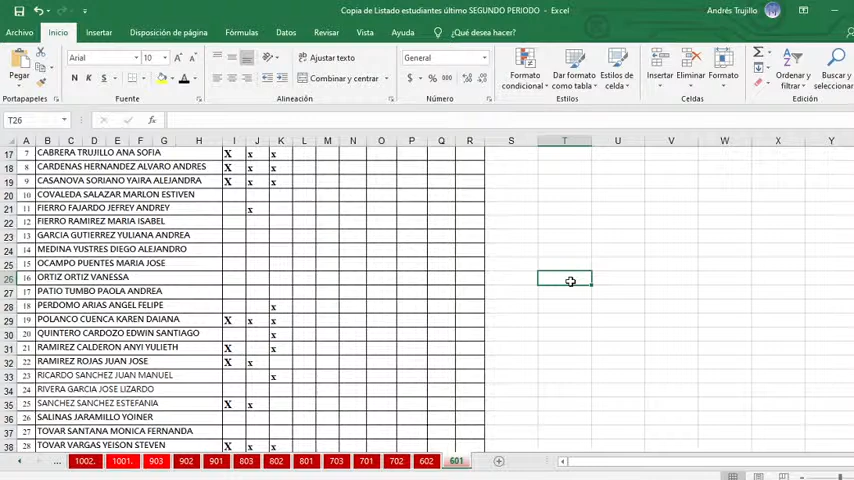 Copia de Listado estudiantes último SEGUNDO PERIODO - Excel Andrés Trujillo
Archivo Inicio Insertar Disposición de página Fórmulas Datos Revisar Vista Ayuda ¿Qué desea hacer?
Arial 10 Ajustar texto General
Pegar N K S Combinar y centrar $ % 000
Formato condicional Dar formato como tabla Estilos de celda Insertar Eliminar Formato Ordenar y filtrar Buscar y seleccionar
Portapapeles Fuente Alineación Número Estilos Celdas
T26 fx
A B C D E F G H I J K L M N O P Q R S T U V W X Y
17 7 CABRERA TRUJILLO ANA SOFIA X x x
18 8 CARDENAS HERNANDEZ ALVARO ANDRES X x x
19 9 CASANOVA SORIANO YAIRA ALEJANDRA X x x
20 10 COVALEDA SALAZAR MARLON ESTIVEN
21 11 FIERRO FAJARDO JEFREY ANDREY x
22 12 FIERRO RAMIREZ MARIA ISABEL
23 13 GARCIA GUTIERREZ YULIANA ANDREA
24 14 MEDINA YUSTRES DIEGO ALEJANDRO
25 15 OCAMPO PUENTES MARIA JOSE
26 16 ORTIZ ORTIZ VANESSA
27 17 PATIO TUMBO PAOLA ANDREA
28 18 PERDOMO ARIAS ANGEL FELIPE x
29 19 POLANCO CUENCA KAREN DAIANA X x x
30 20 QUINTERO CARDOZO EDWIN SANTIAGO x
31 21 RAMIREZ CALDERON ANYI YULIETH X x
32 22 RAMIREZ ROJAS JUAN JOSE X x
33 23 RICARDO SANCHEZ JUAN MANUEL x
34 24 RIVERA GARCIA JOSE LIZARDO
35 25 SANCHEZ SANCHEZ ESTEFANIA X x
36 26 SALINAS JARAMILLO YOINER
37 27 TOVAR SANTANA MONICA FERNANDA
38 28 TOVAR VARGAS YEISON STEVEN X x x
... 1002. 1001. 903 902 901 803 802 801 703 701 702 602 601